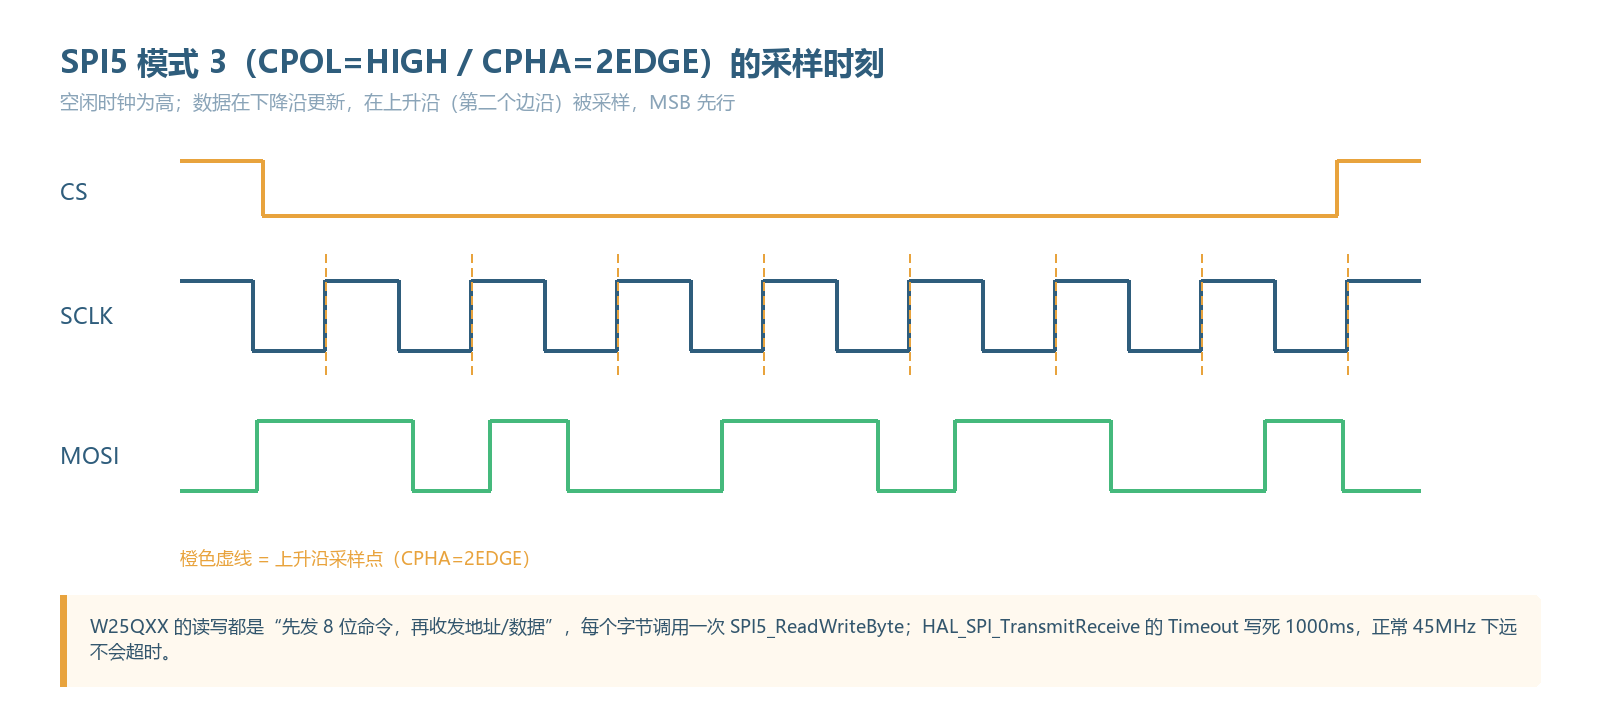 SPI5 模式 3（CPOL=HIGH / CPHA=2EDGE）的采样时刻
空闲时钟为高；数据在下降沿更新，在上升沿（第二个边沿）被采样，MSB 先行
CS
SCLK
MOSI
橙色虚线 = 上升沿采样点（CPHA=2EDGE）
W25QXX 的读写都是“先发 8 位命令，再收发地址/数据”，每个字节调用一次 SPI5_ReadWriteByte；HAL_SPI_TransmitReceive 的 Timeout 写死 1000ms，正常 45MHz 下远
不会超时。